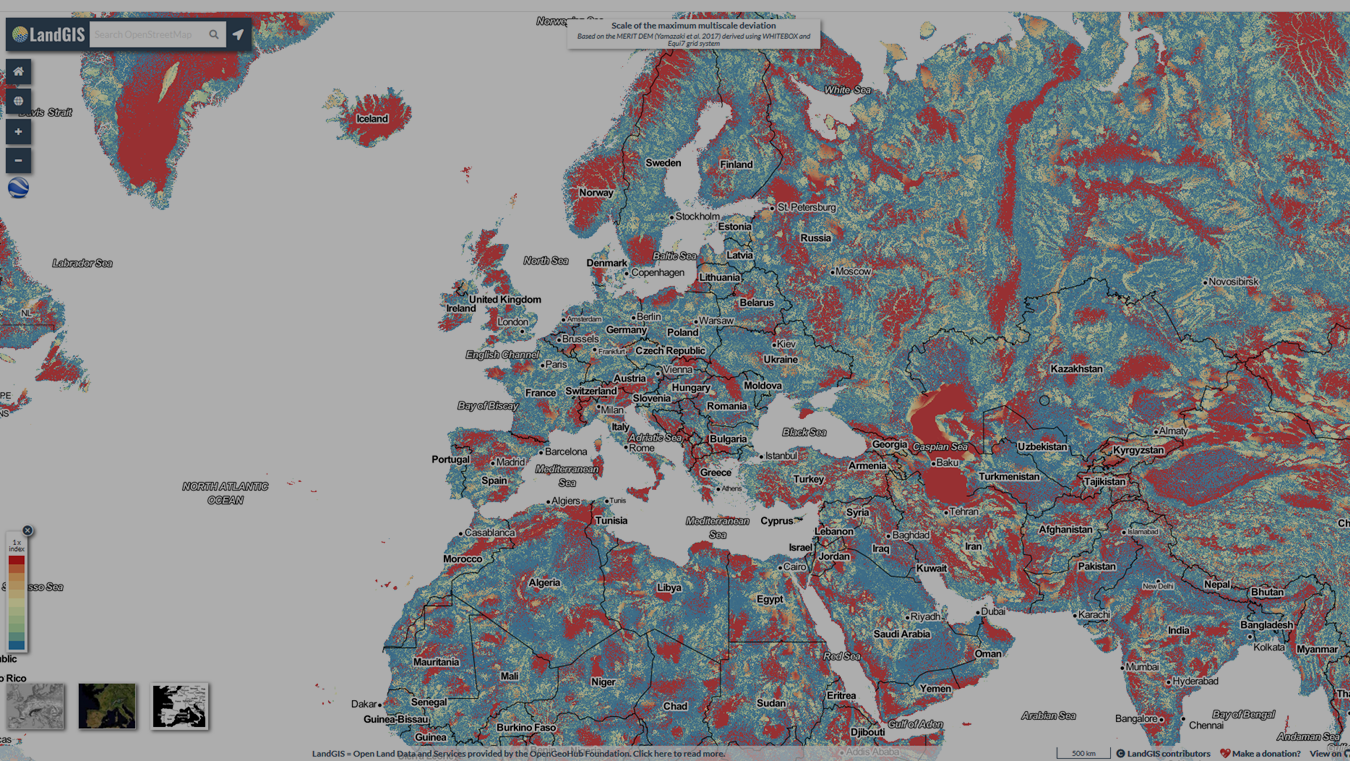 LandGIS
Search OpenStreetMap
Scale of the maximum multiscale deviation
Based on the MERIT DEM (Yamazaki et al. 2017) derived using WHITEBOX and
Equi7 grid system
White Sea
Davis Strait
Iceland
Sweden
Finland
Norway
Stockholm
St. Petersburg
Estonia
Russia
Labrador Sea
North Sea
Denmark
Baltic Sea
Latvia
Copenhagen
Lithuania
Moscow
Novosibirsk
NL
Ireland
United Kingdom
London
Amsterdam
Berlin
Germany
Warsaw
Poland
Belarus
Brussels
Kiev
English Channel
Paris
Frankfurt
Czech Republic
Ukraine
Kazakhstan
Vienna
Austria
France
Switzerland
Slovenia
Hungary
Moldova
PE
NS
Bay of Biscay
Milan
Romania
Italy
Adriatic Sea
Bulgaria
Black Sea
Georgia
Caspian Sea
Uzbekistan
Almaty
Kyrgyzstan
Portugal
Madrid
Barcelona
Rome
Istanbul
Armenia
Baku
Spain
Mediterranean
Sea
Greece
Athens
Turkey
Turkmenistan
Tajikistan
NORTH ATLANTIC
OCEAN
Algiers
Tunis
Tunisia
Mediterranean
Sea
Cyprus
Syria
Lebanon
Tehran
Casablanca
Israel
Jordan
Iraq
Baghdad
Iran
Afghanistan
Islamabad
Ch
Morocco
Algeria
Libya
Cairo
Egypt
Kuwait
Pakistan
New Delhi
Nepal
Bhutan
1x
index
sso Sea
Riyadh
Dubai
Saudi Arabia
Karachi
India
Bangladesh
Kolkata
Myanmar
Oman
Mauritania
Mali
Niger
Red Sea
Mumbai
Hyderabad
blic
o Rico
Dakar
Senegal
Chad
Sudan
Eritrea
Yemen
Arabian Sea
Bay of Bengal
Tha
Guinea-Bissau
Guinea
Burkino Faso
Djibouti
Gulf of Aden
Bangalore
Chennai
Andaman Sea
cas
Addis Ababa
LandGIS = Open Land Data and Services provided by the OpenGeoHub Foundation. Click here to read more.
500 km
LandGIS contributors
Make a donation?
View on